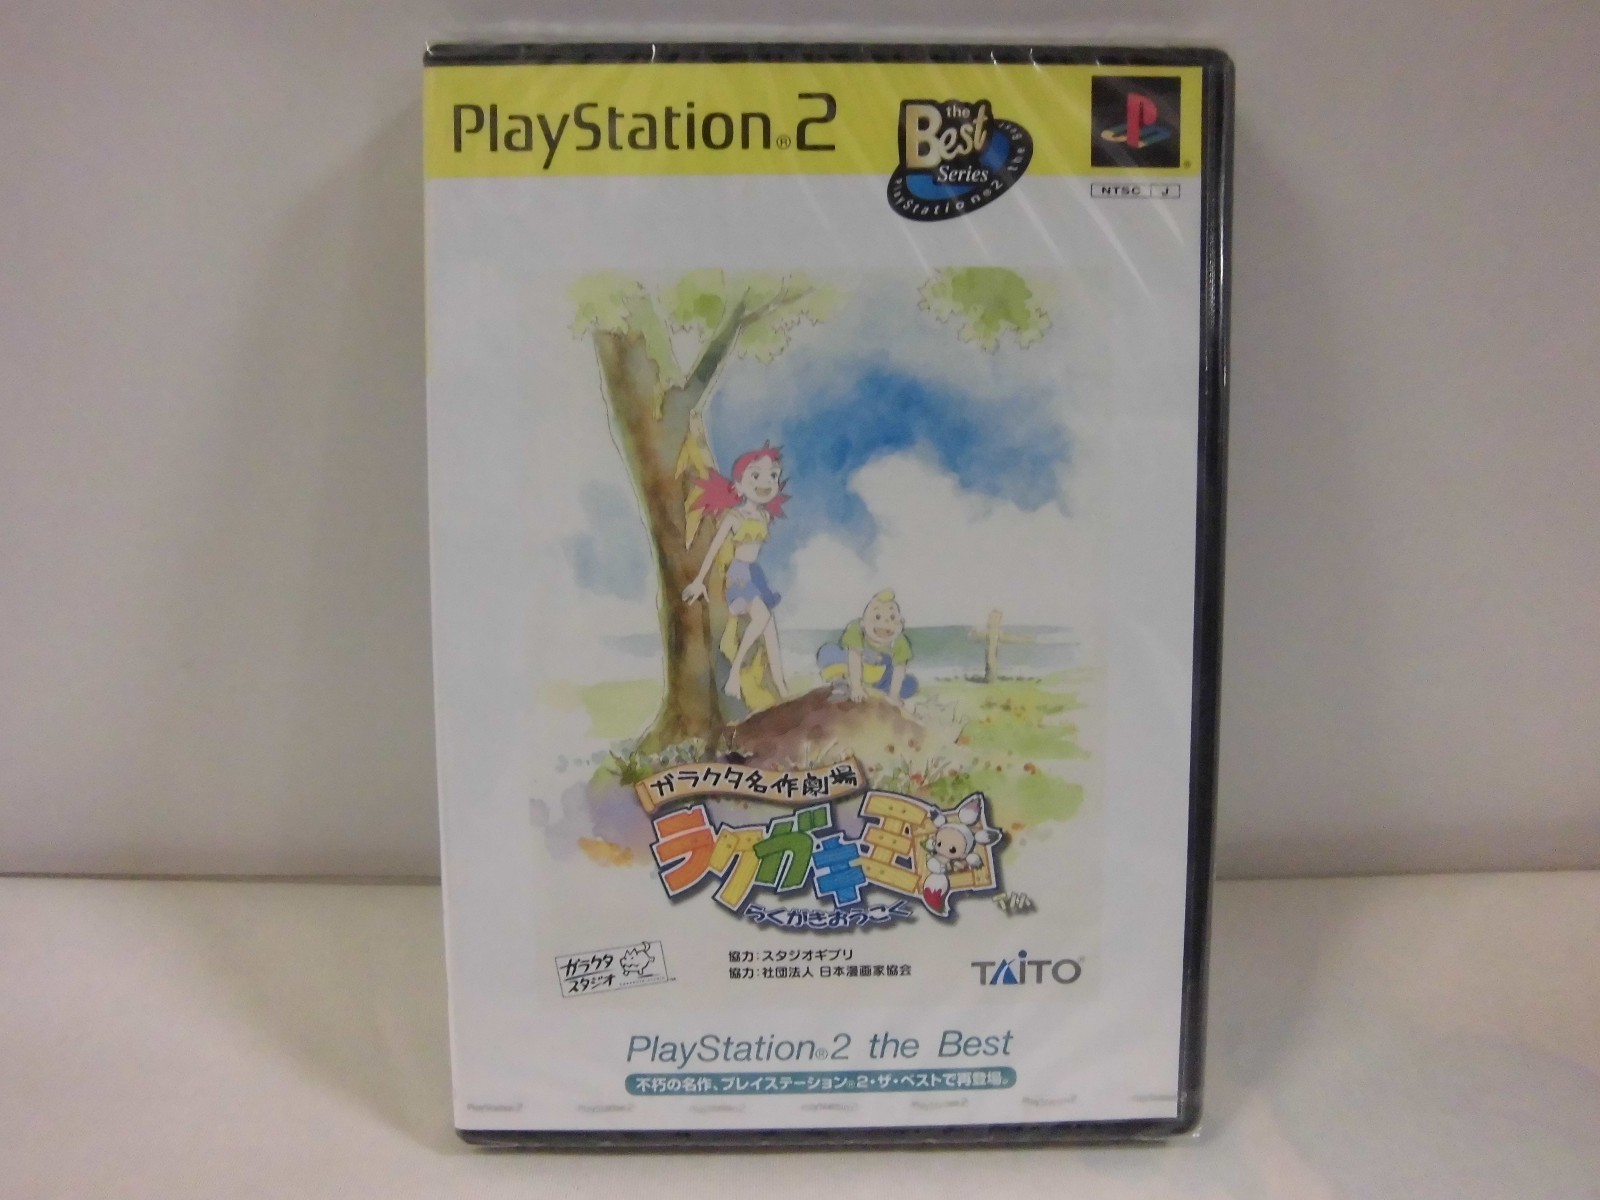 PlayStation®2
the
Best
Series
PlayStation®2 the Best
NTSC J
ガラクタ名作劇場
ラクガキ王国
らくがきおうこく
TM
ガラクタ
スタジオ
協力:スタジオジブリ
協力:社団法人 日本漫画家協会
TAITO
PlayStation®2 the Best
不朽の名作、プレイステーション®2・ザ・ベストで再登場。